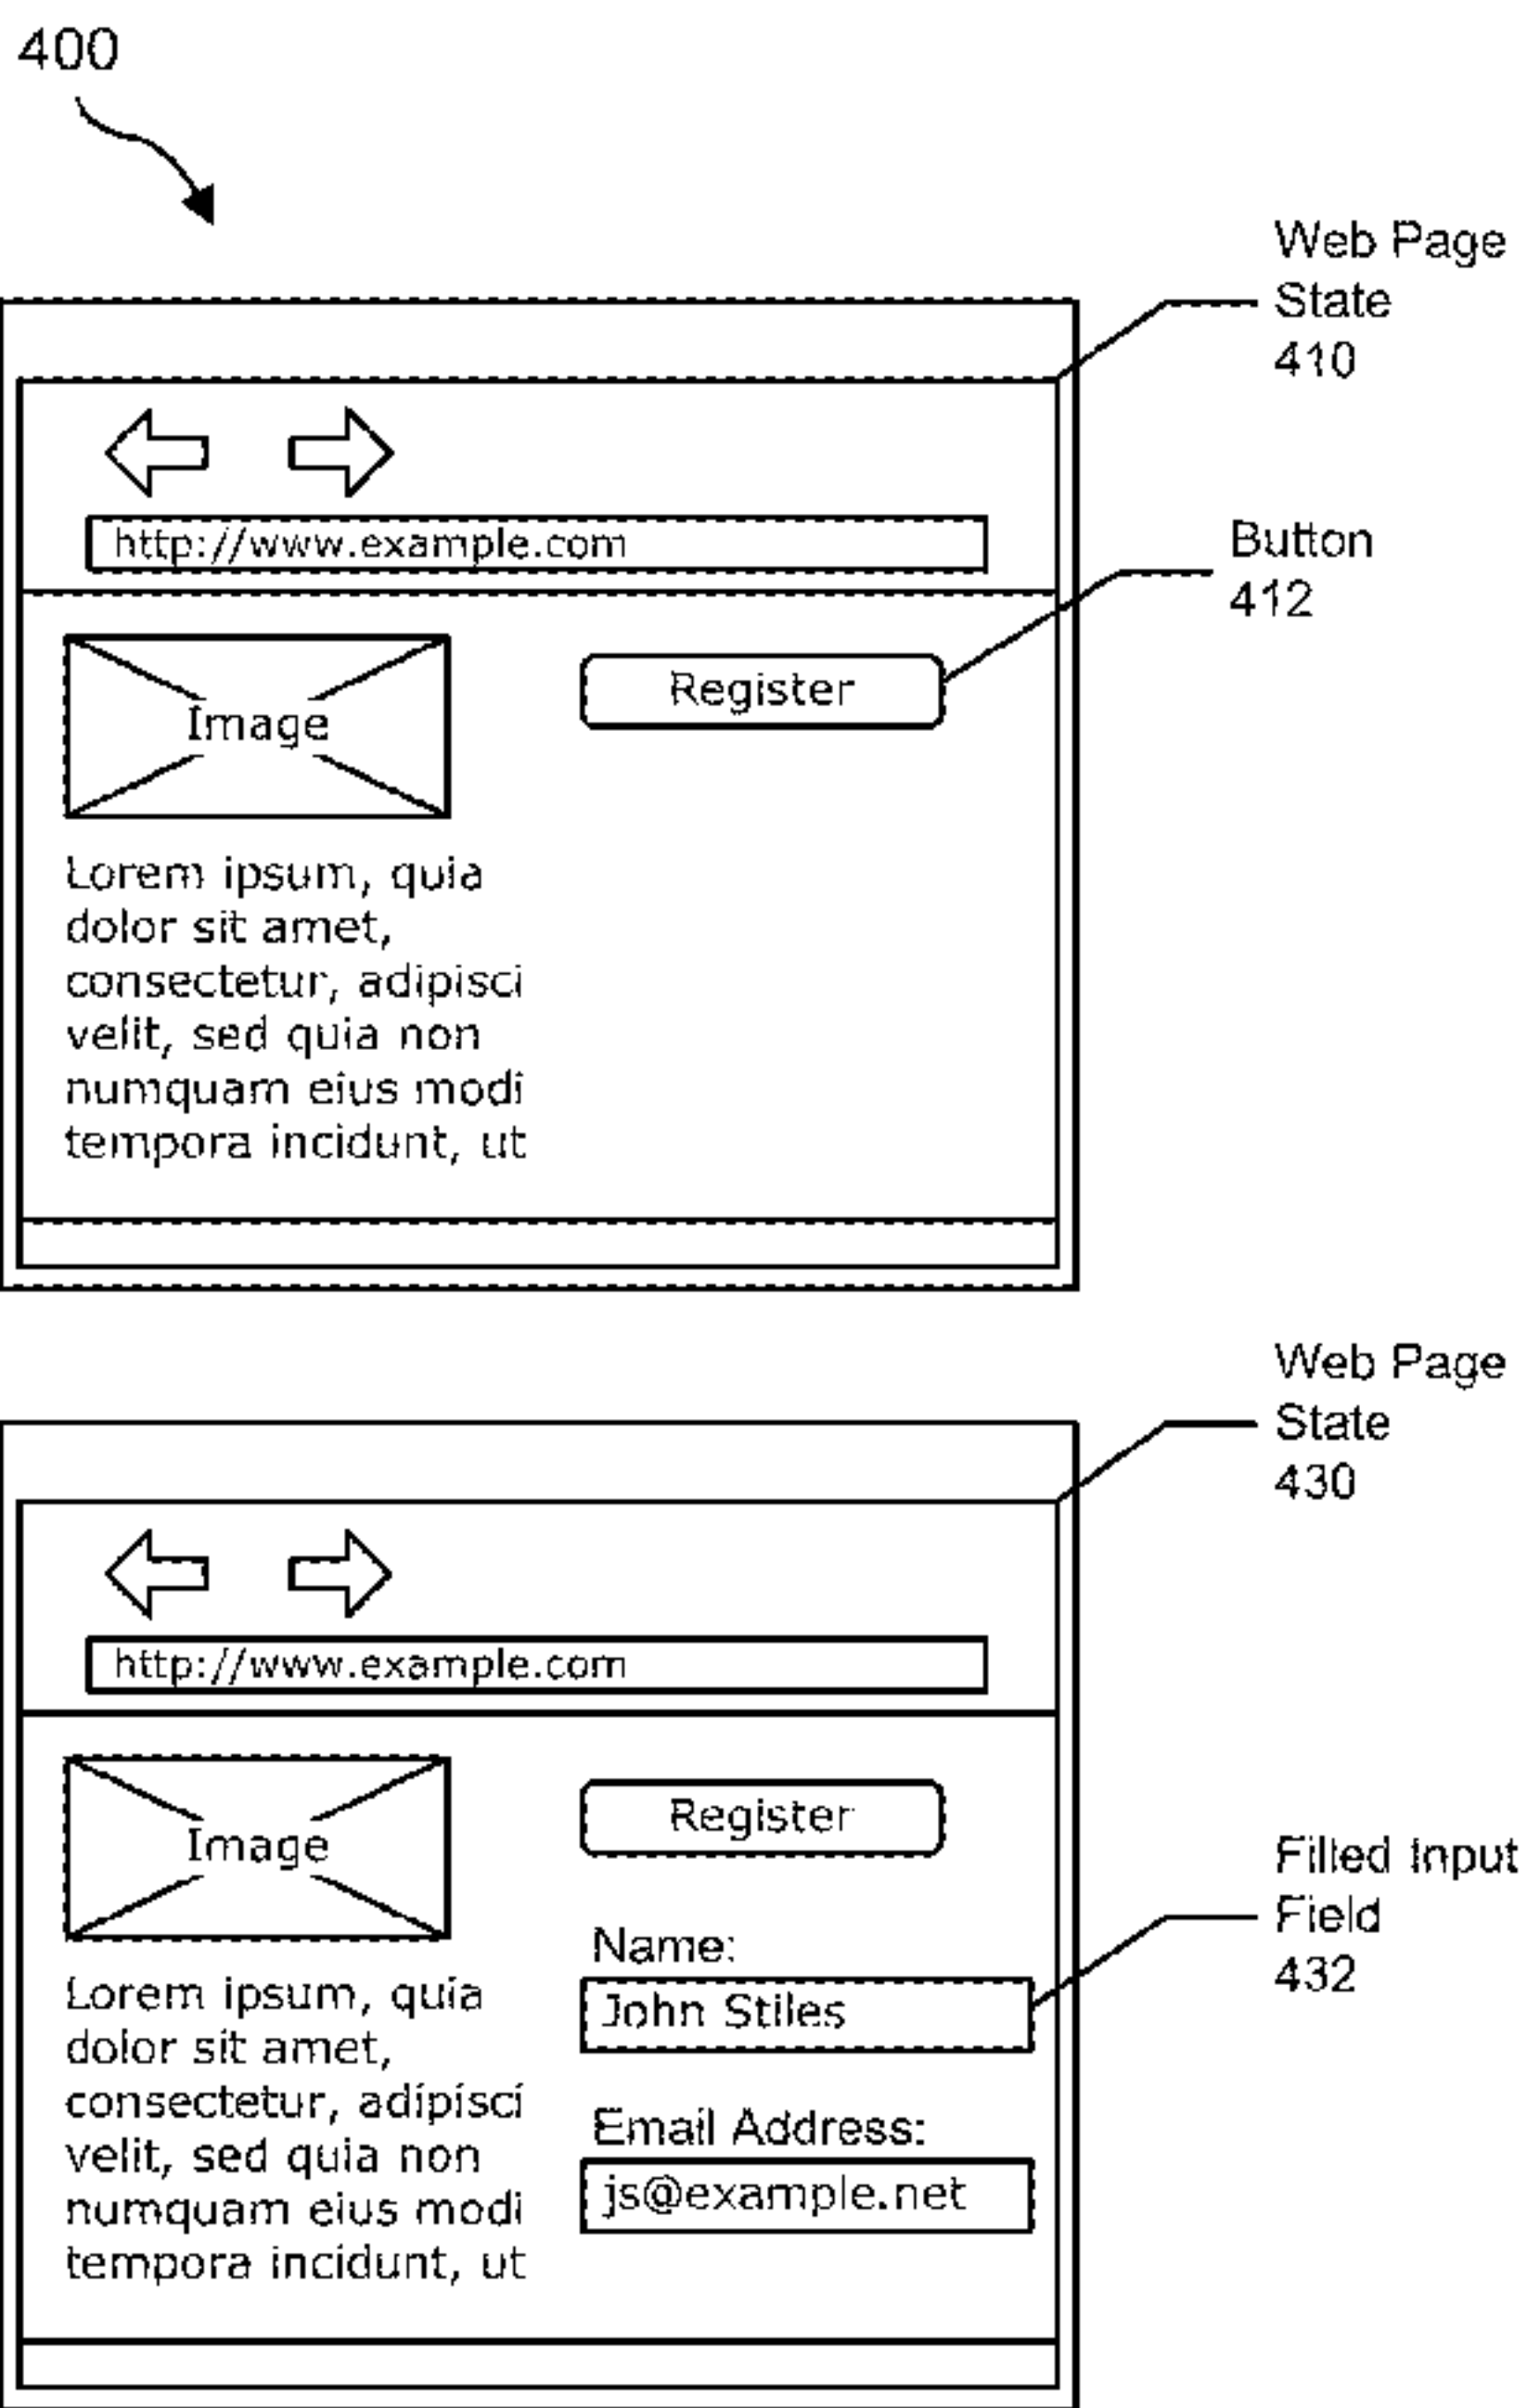 400
Web Page
State
410
http://www.example.com
Button
412
Register
Image
Lorem ipsum, quia
dolor sit amet,
consectetur, adipisci
velit, sed quia non
numquam eius modi
tempora incidunt, ut
Web Page
State
430
http://www.example.com
Register
Image
Filled Input
Field
432
Name:
John Stiles
Lorem ipsum, quia
dolor sit amet,
consectetur, adipisci
velit, sed quia non
numquam eius modi
tempora incidunt, ut
Email Address:
js@example.net